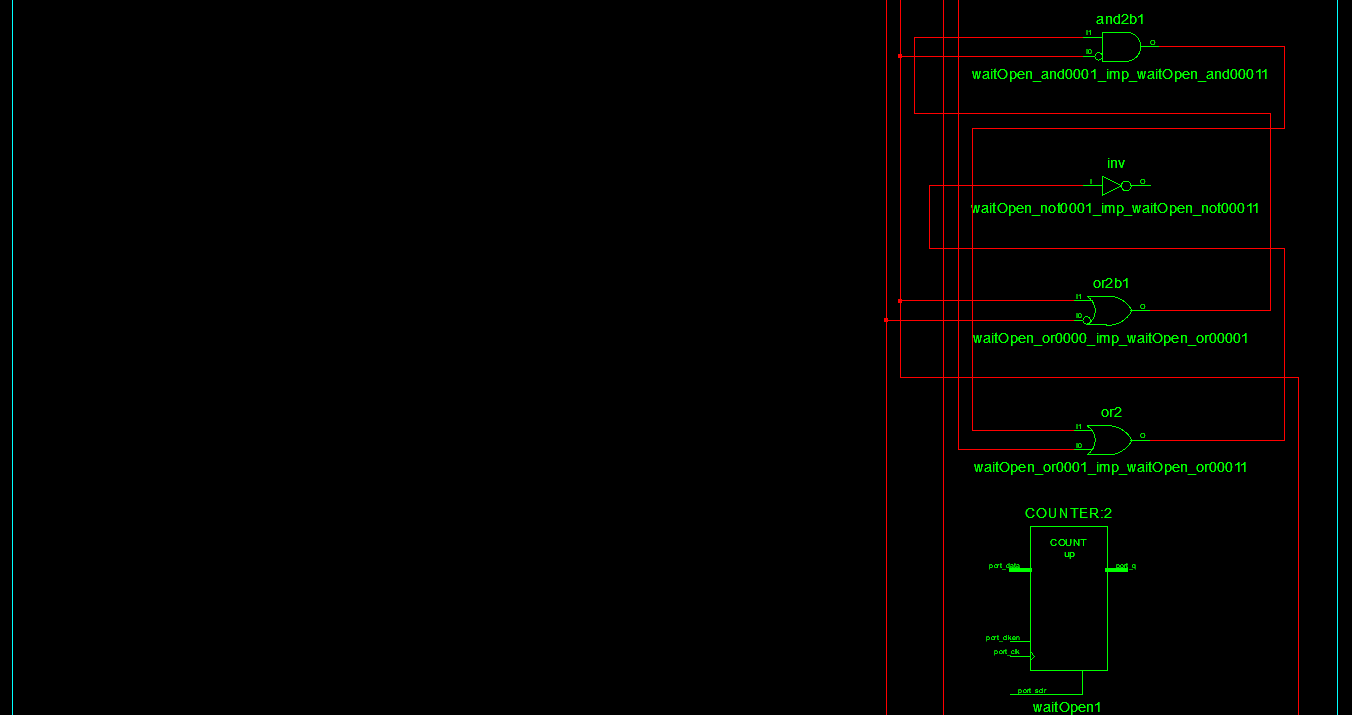 and2b1
I1
I0
O
waitOpen_and0001_imp_waitOpen_and00011
inv
I
O
waitOpen_not0001_imp_waitOpen_not00011
or2b1
I1
I0
O
waitOpen_or0000_imp_waitOpen_or00001
or2
I1
I0
O
waitOpen_or0001_imp_waitOpen_or00011
COUNTER:2
COUNT
up
port_data
port_q
port_clken
port_clk
port_sclr
waitOpen1